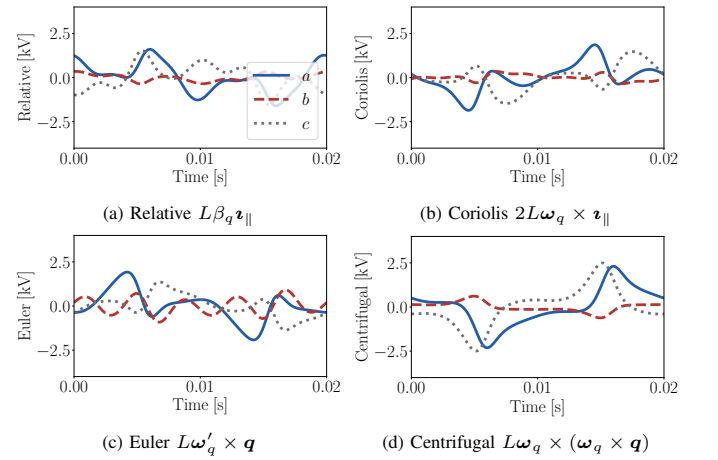 2.5
0.0
−2.5
Relative [kV]
a
b
c
0.00
0.01
0.02
Time [s]
(a) Relative Lβ_q ı_∥
2.5
0.0
−2.5
Coriolis [kV]
0.00
0.01
0.02
Time [s]
(b) Coriolis 2Lω_q × ı_∥
2.5
0.0
−2.5
Euler [kV]
0.00
0.01
0.02
Time [s]
(c) Euler Lω′_q × q
2.5
0.0
−2.5
Centrifugal [kV]
0.00
0.01
0.02
Time [s]
(d) Centrifugal Lω_q × (ω_q × q)